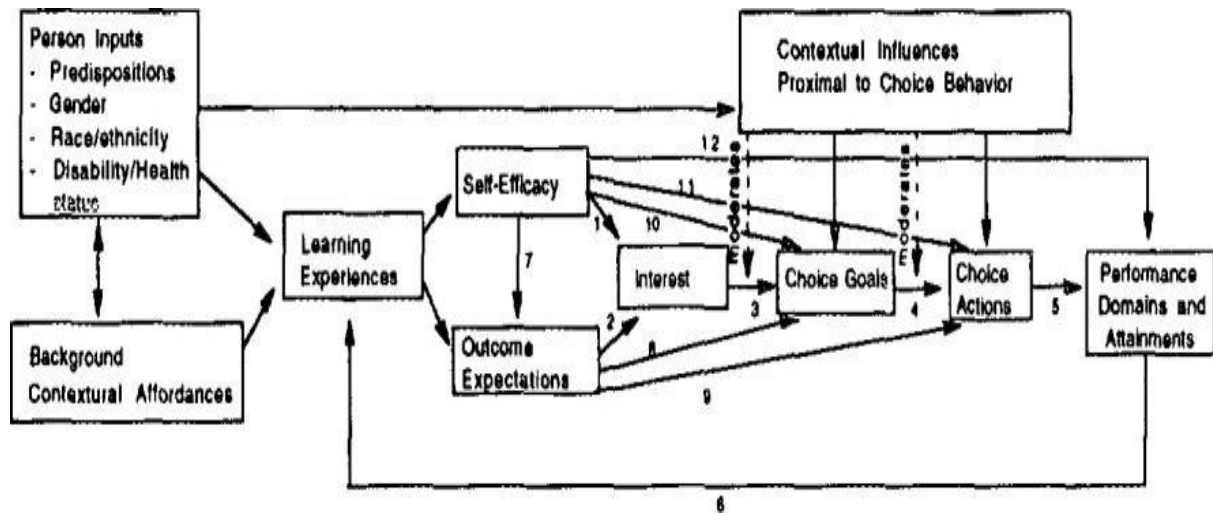 Person Inputs
- Predispositions
- Gender
- Race/ethnicity
- Disability/Health
status
Contextual Influences
Proximal to Choice Behavior
12
Self-Efficacy
11
moderates
moderates
1
10
Learning
Experiences
7
Interest
Choice Goals
Choice
Actions
Performance
Domains and
Attainments
3
4
5
2
8
Background
Contextural Affordances
Outcome
Expectations
9
6